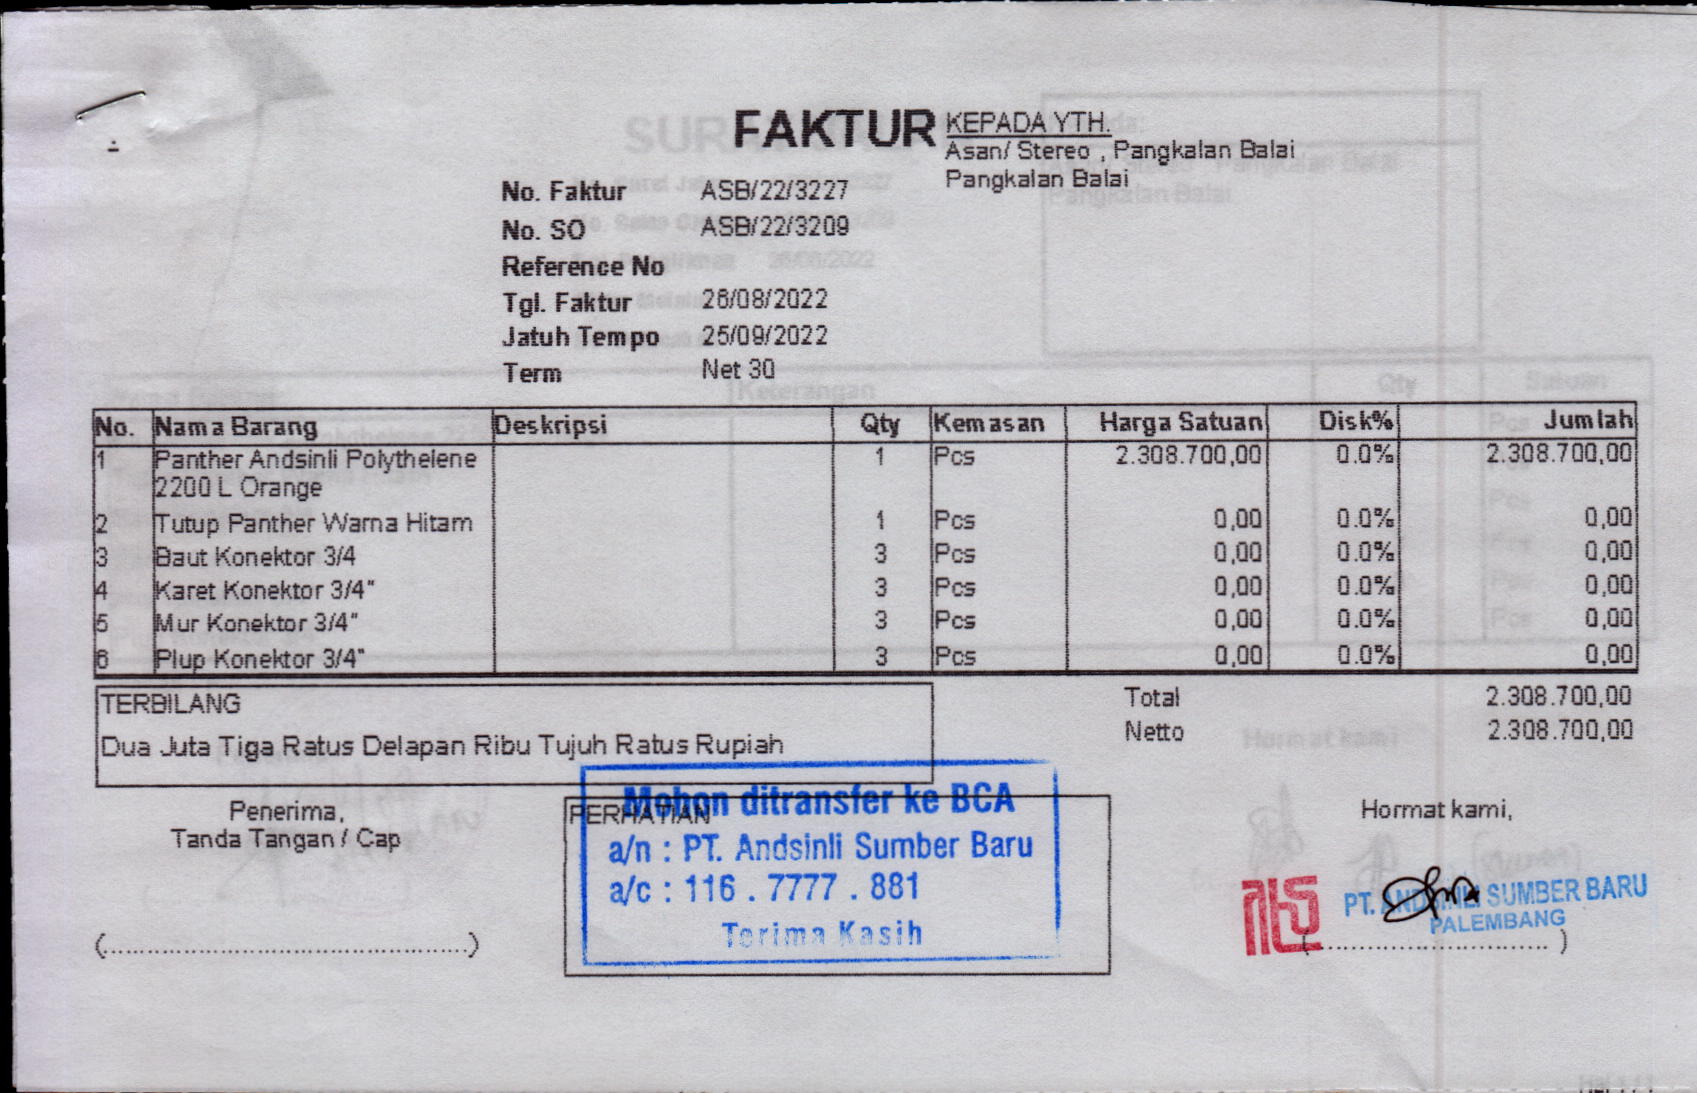 FAKTUR
KEPADA YTH.
Asan/ Stereo , Pangkalan Balai
Pangkalan Balai
No. Faktur ASB/22/3227
No. SO ASB/22/3209
Reference No
Tgl. Faktur 26/08/2022
Jatuh Tempo 25/09/2022
Term Net 30
No. Nama Barang Deskripsi Qty Kemasan Harga Satuan Disk% Jumlah
1 Panther Andsinli Polythelene 1 Pcs 2.308.700,00 0.0% 2.308.700,00
2200 L Orange
2 Tutup Panther Warna Hitam 1 Pcs 0,00 0.0% 0,00
3 Baut Konektor 3/4 3 Pcs 0,00 0.0% 0,00
4 Karet Konektor 3/4" 3 Pcs 0,00 0.0% 0,00
5 Mur Konektor 3/4" 3 Pcs 0,00 0.0% 0,00
6 Plup Konektor 3/4" 3 Pcs 0,00 0.0% 0,00
TERBILANG
Dua Juta Tiga Ratus Delapan Ribu Tujuh Ratus Rupiah
Total 2.308.700,00
Netto 2.308.700,00
Penerima,
Tanda Tangan / Cap
(..................................................)
PERHATIAN
Mohon ditransfer ke BCA
a/n : PT. Andsinli Sumber Baru
a/c : 116 . 7777 . 881
Terima Kasih
Hormat kami,
PT. ANDSINLI SUMBER BARU
PALEMBANG
(.................................)